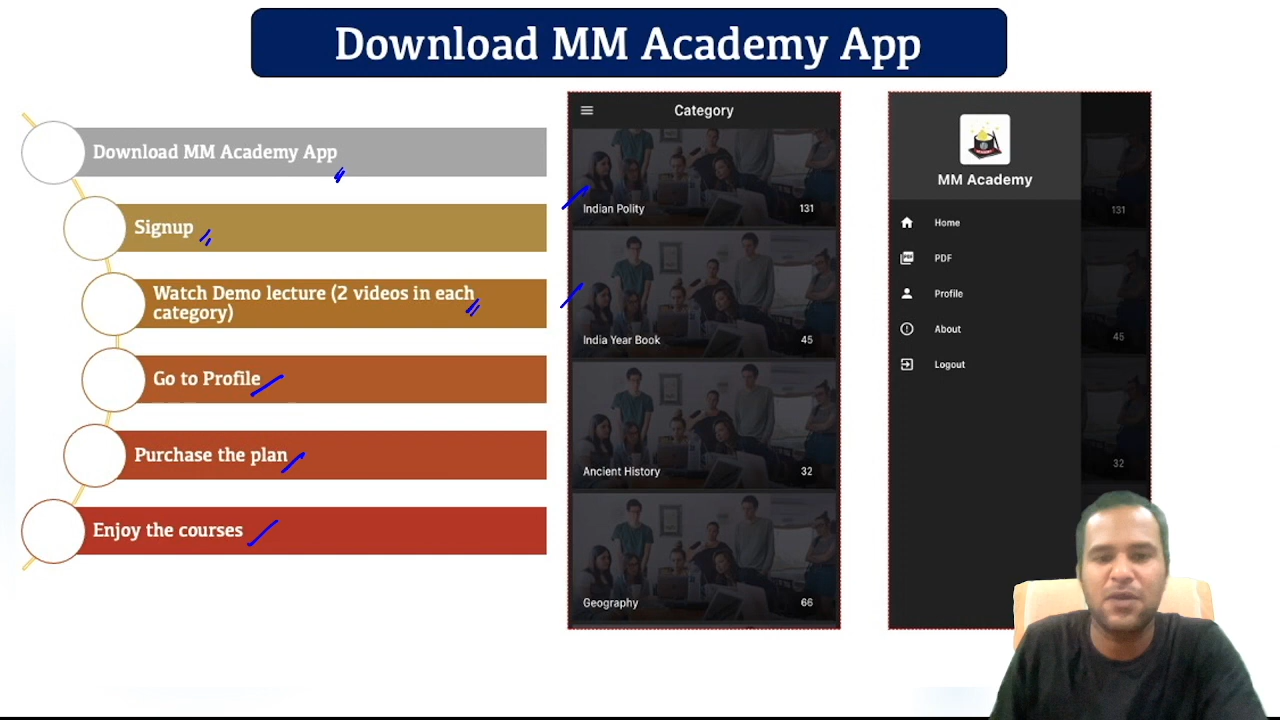 Download MM Academy App
Download MM Academy App
Signup
Watch Demo lecture (2 videos in each
category)
Go to Profile
Purchase the plan
Enjoy the courses
Category
Indian Polity 131
India Year Book 45
Ancient History 32
Geography 66
MM Academy
Home
PDF
Profile
About
Logout
131
45
32